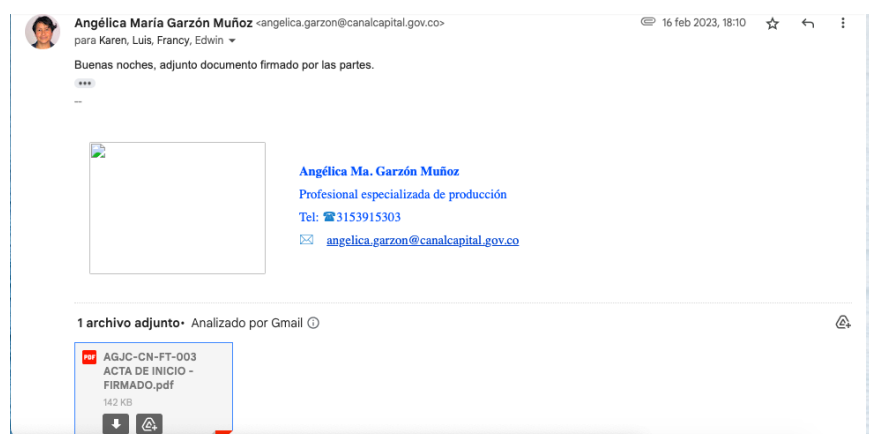 Angélica María Garzón Muñoz <angelica.garzon@canalcapital.gov.co> 16 feb 2023, 18:10
para Karen, Luis, Francy, Edwin
Buenas noches, adjunto documento firmado por las partes.
--
Angélica Ma. Garzón Muñoz
Profesional especializada de producción
Tel: ☎3153915303
✉ angelica.garzon@canalcapital.gov.co
1 archivo adjunto• Analizado por Gmail
PDF AGJC-CN-FT-003
ACTA DE INICIO -
FIRMADO.pdf
142 KB